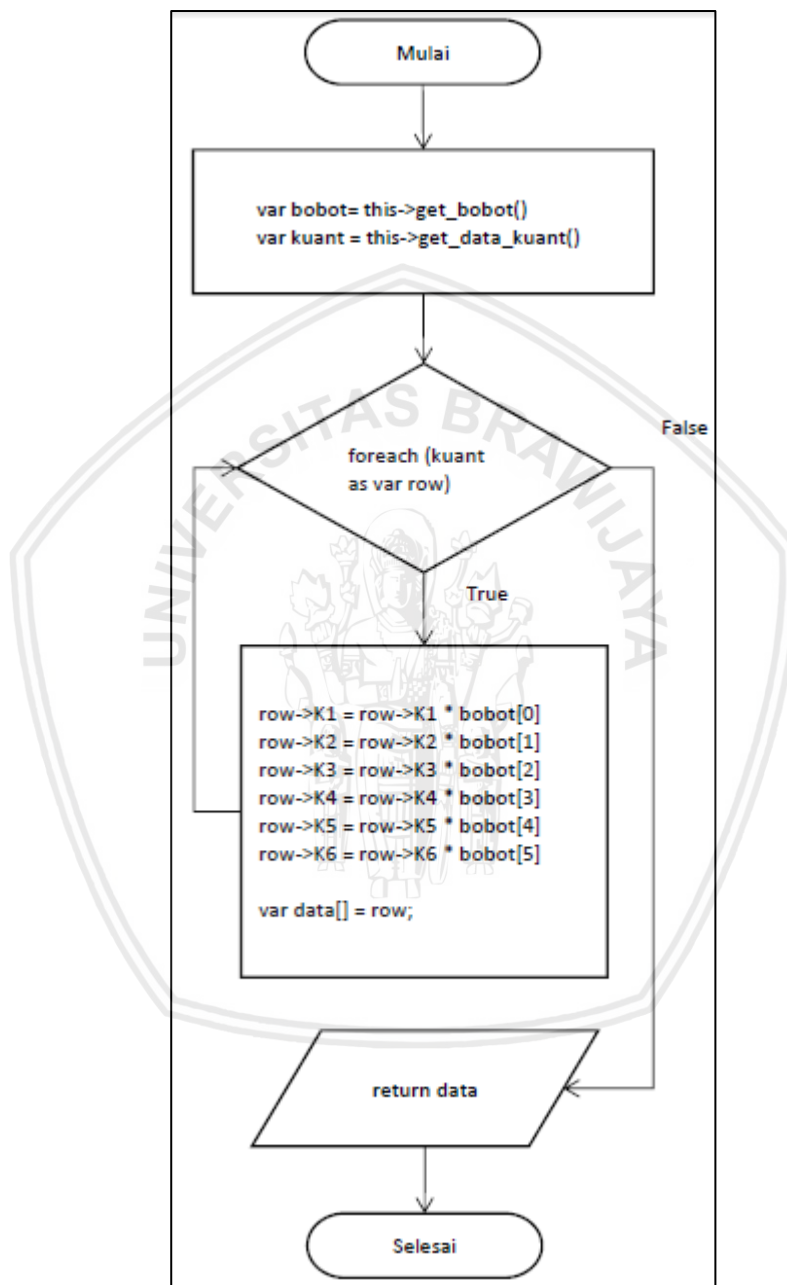 Mulai
var bobot= this->get_bobot()
var kuant = this->get_data_kuant()
UNIVERSITAS BRAWIJAYA
False
foreach (kuant
as var row)
True
row->K1 = row->K1 * bobot[0]
row->K2 = row->K2 * bobot[1]
row->K3 = row->K3 * bobot[2]
row->K4 = row->K4 * bobot[3]
row->K5 = row->K5 * bobot[4]
row->K6 = row->K6 * bobot[5]
var data[] = row;
return data
Selesai